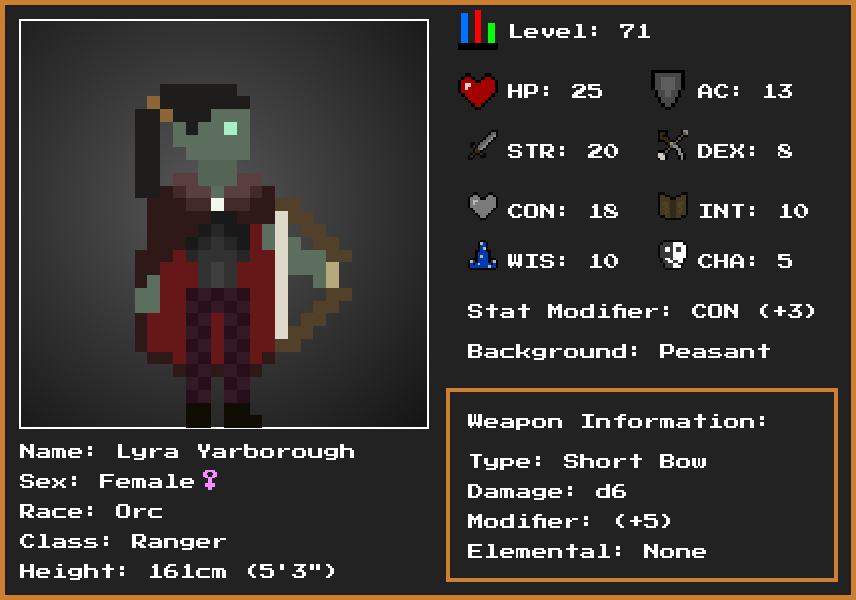 Level: 71
HP: 25
AC: 13
STR: 20
DEX: 8
CON: 18
INT: 10
WIS: 10
CHA: 5
Stat Modifier: CON (+3)
Background: Peasant
Weapon Information:
Type: Short Bow
Damage: d6
Modifier: (+5)
Elemental: None
Name: Lyra Yarborough
Sex: Female♀
Race: Orc
Class: Ranger
Height: 161cm (5'3")